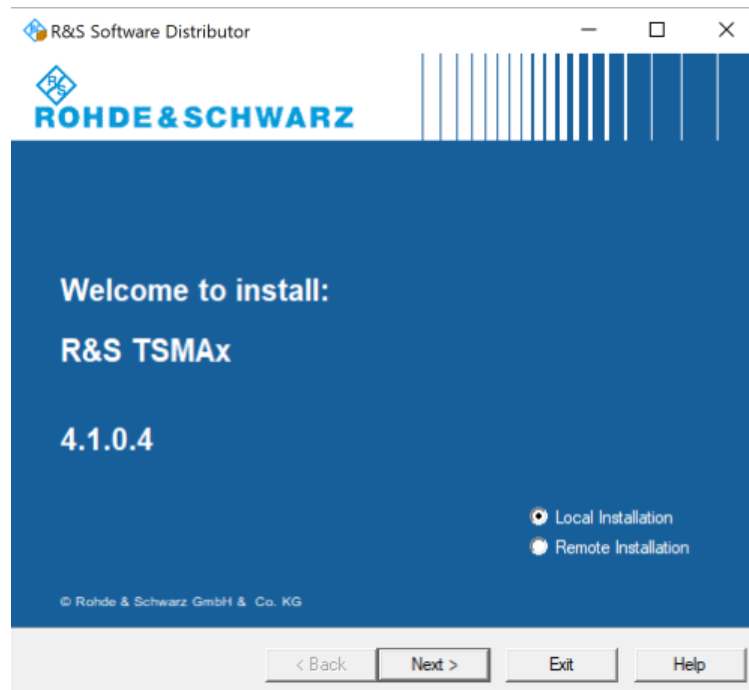 R&S Software Distributor
R&S
ROHDE&SCHWARZ
Welcome to install:
R&S TSMAx
4.1.0.4
Local Installation
Remote Installation
© Rohde & Schwarz GmbH & Co. KG
< Back
Next >
Exit
Help